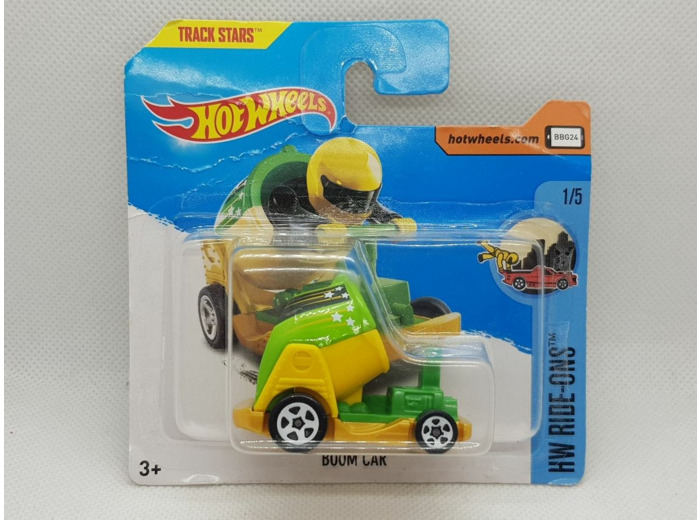 TRACK STARS™
HOT WHEELS
hotwheels.com
BBG24
1/5
HW RIDE-ONS™
BOOM CAR
3+